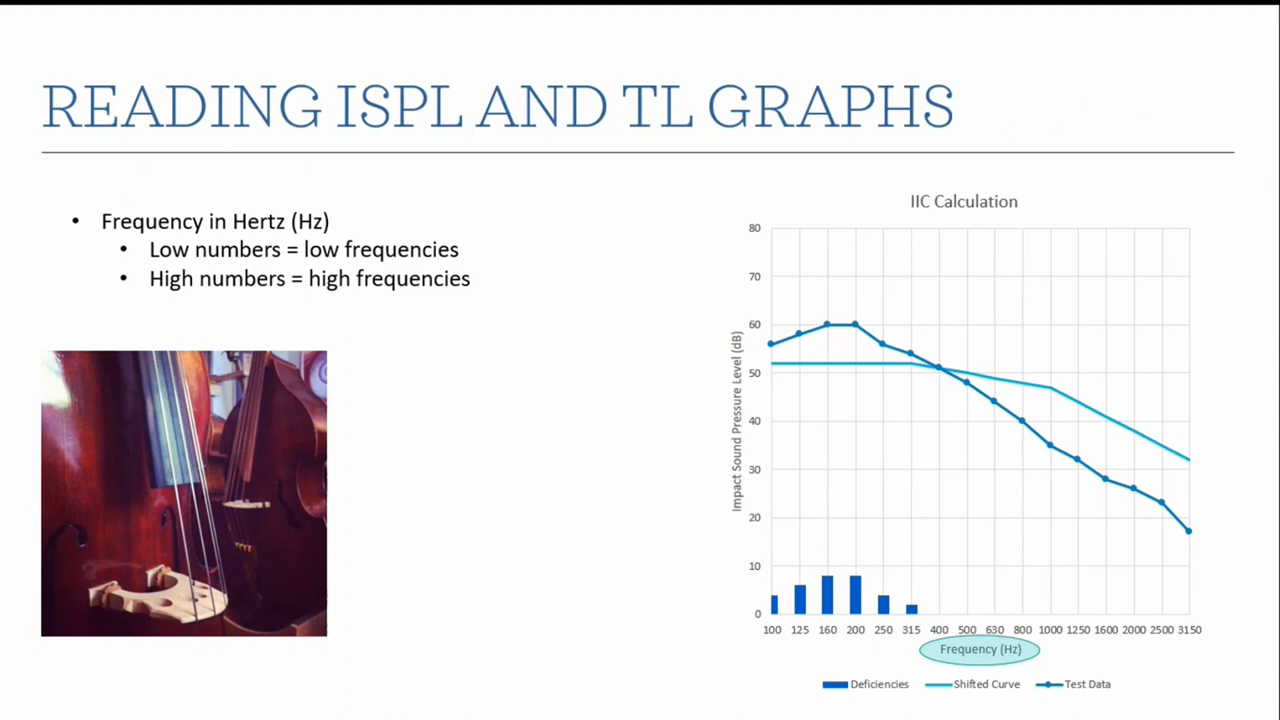 READING ISPL AND TL GRAPHS
• Frequency in Hertz (Hz)
• Low numbers = low frequencies
• High numbers = high frequencies
IIC Calculation
Impact Sound Pressure Level (dB)
80
70
60
50
40
30
20
10
0
100 125 160 200 250 315 400 500 630 800 1000 1250 1600 2000 2500 3150
Frequency (Hz)
Deficiencies Shifted Curve Test Data